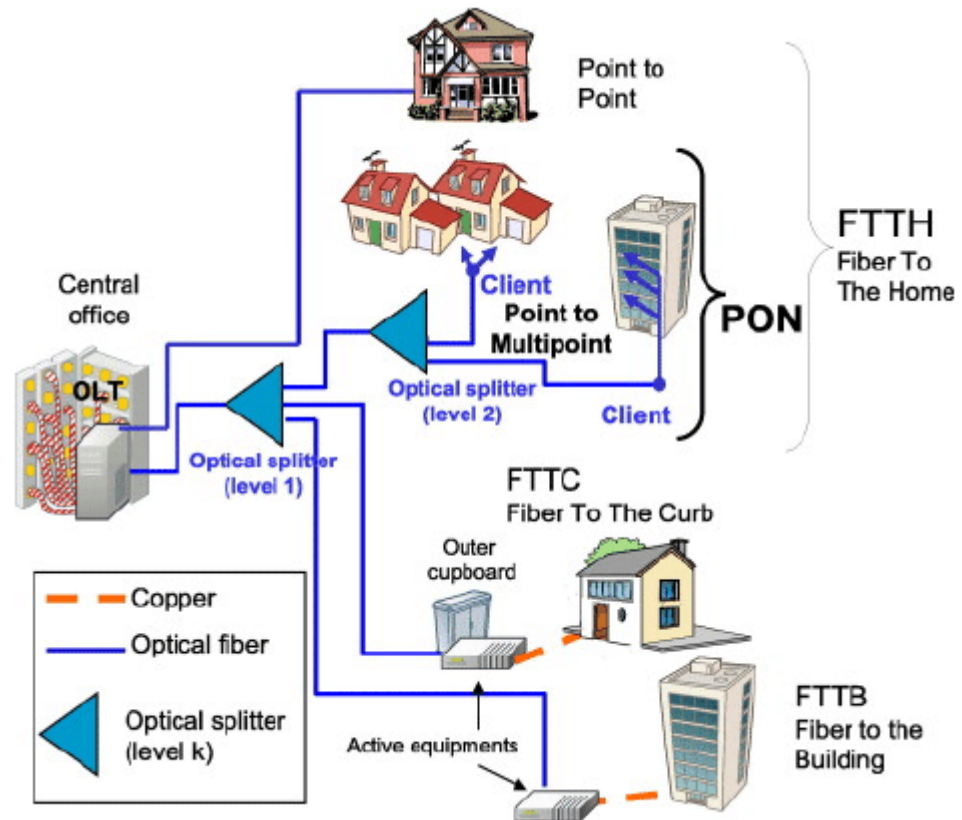 Point to
Point
FTTH
Fiber To
The Home
PON
Client
Point to
Multipoint
Central
office
OLT
Optical splitter
(level 2)
Client
Optical splitter
(level 1)
FTTC
Fiber To The Curb
Outer
cupboard
Copper
Optical fiber
Optical splitter
(level k)
Active equipments
FTTB
Fiber to the
Building